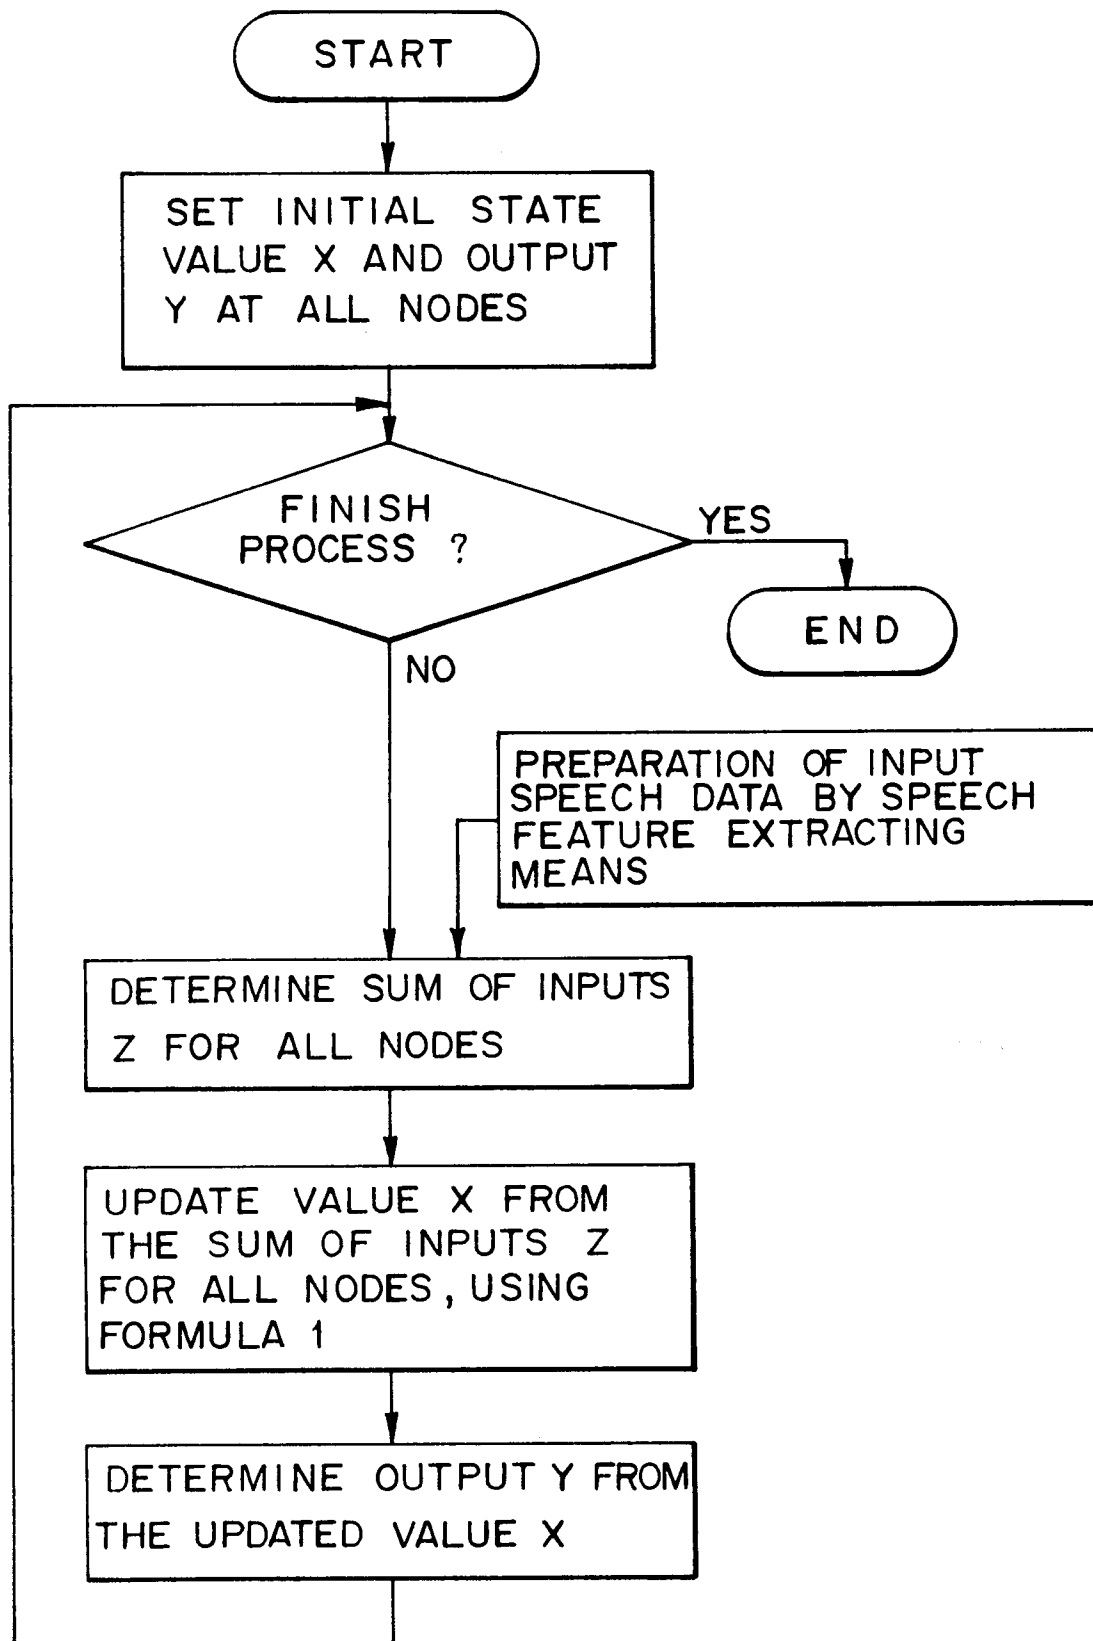 START
SET INITIAL STATE
VALUE X AND OUTPUT
Y AT ALL NODES
FINISH
PROCESS ?
YES
END
NO
PREPARATION OF INPUT
SPEECH DATA BY SPEECH
FEATURE EXTRACTING
MEANS
DETERMINE SUM OF INPUTS
Z FOR ALL NODES
UPDATE VALUE X FROM
THE SUM OF INPUTS Z
FOR ALL NODES, USING
FORMULA 1
DETERMINE OUTPUT Y FROM
THE UPDATED VALUE X